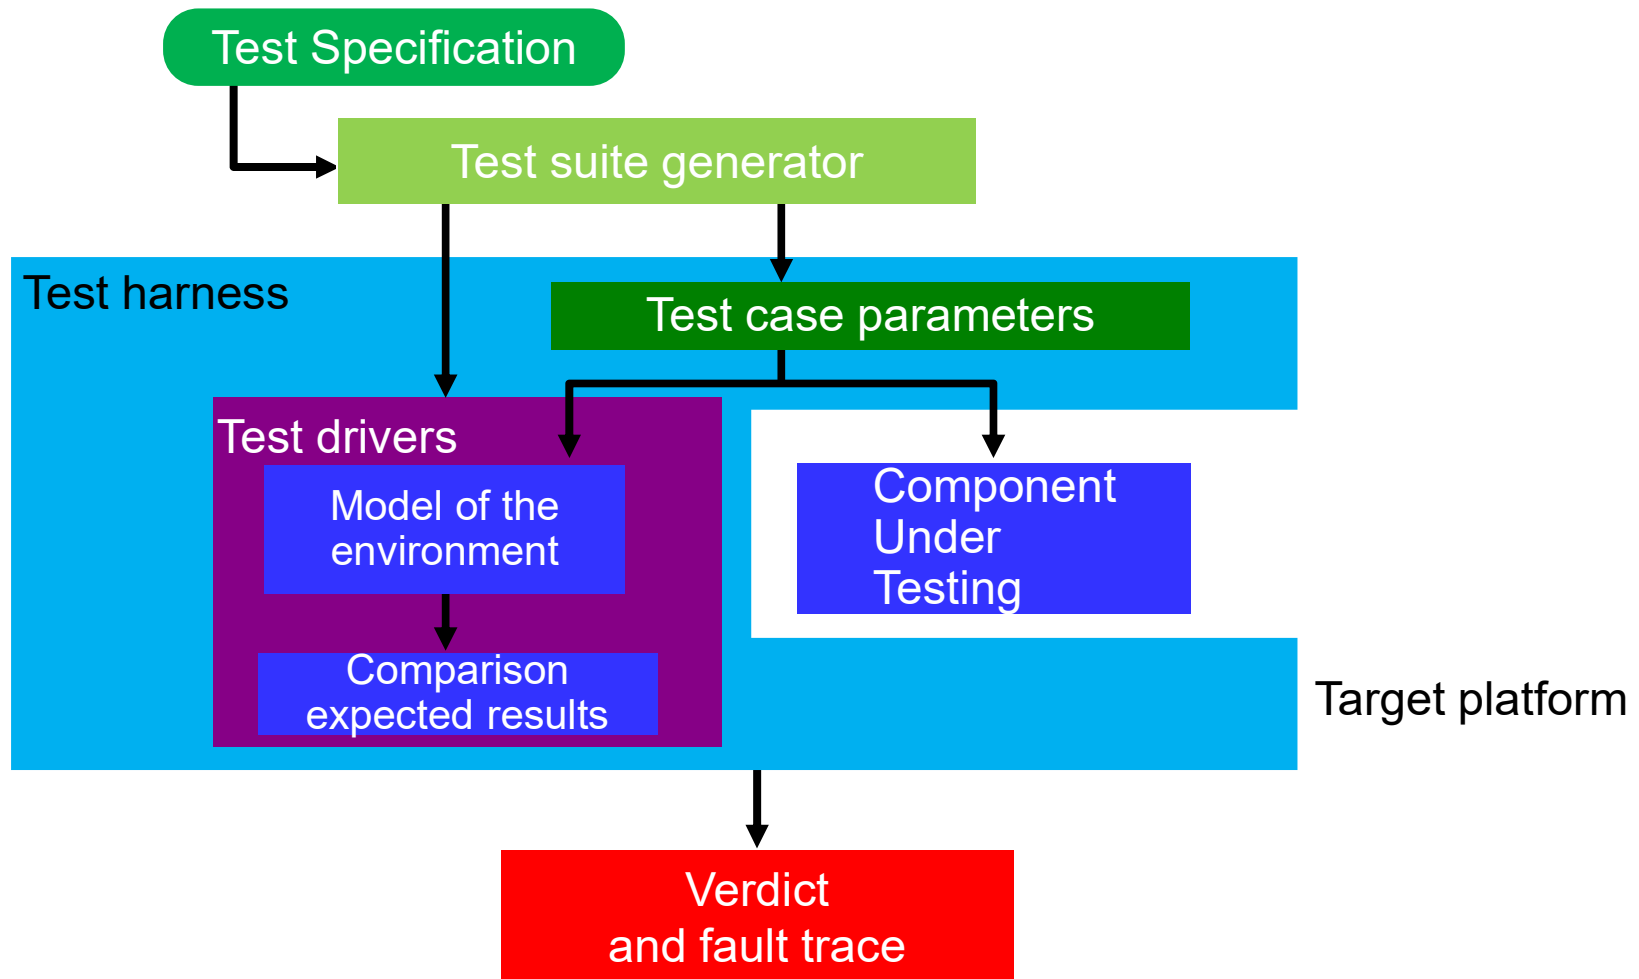 Test Specification
Test suite generator
Test harness
Test case parameters
Test drivers
Model of the
environment
Component
Under
Testing
Comparison
expected results
Target platform
Verdict
and fault trace